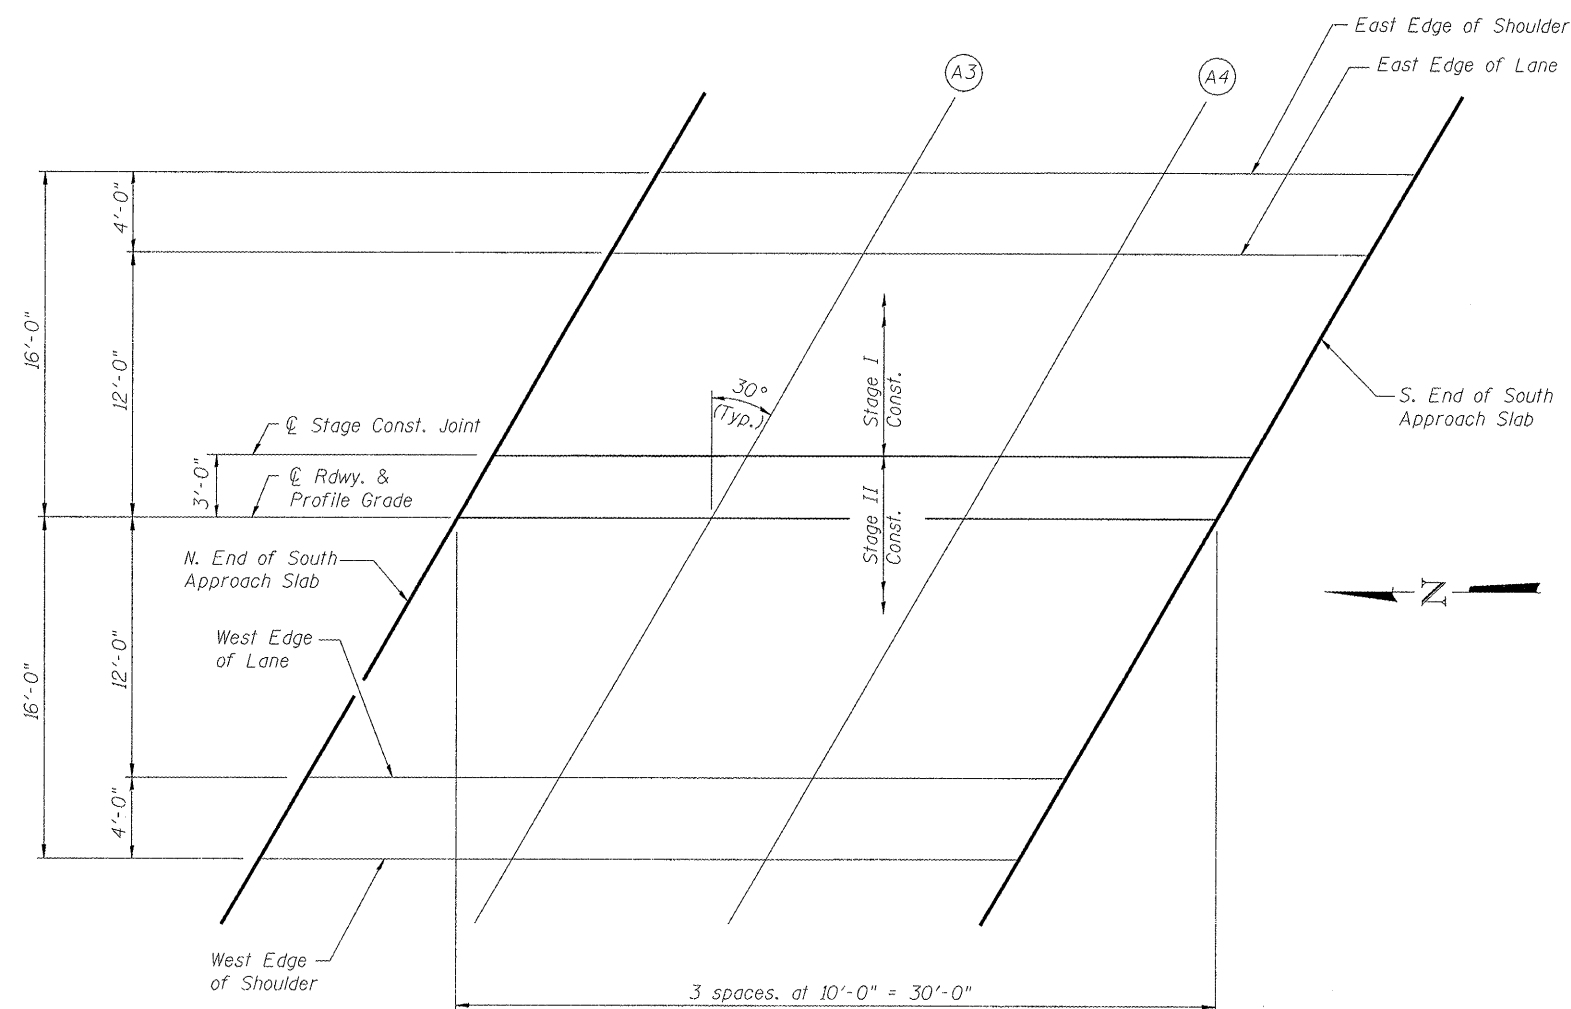 East Edge of Shoulder
East Edge of Lane
A3
A4
4'-0"
16'-0"
12'-0"
30°
(Typ.)
Stage I
Const.
S. End of South
Approach Slab
℄ Stage Const. Joint
3'-0"
℄ Rdwy. &
Profile Grade
Stage II
Const.
N. End of South
Approach Slab
N
West Edge
of Lane
12'-0"
16'-0"
4'-0"
West Edge
of Shoulder
3 spaces. at 10'-0" = 30'-0"